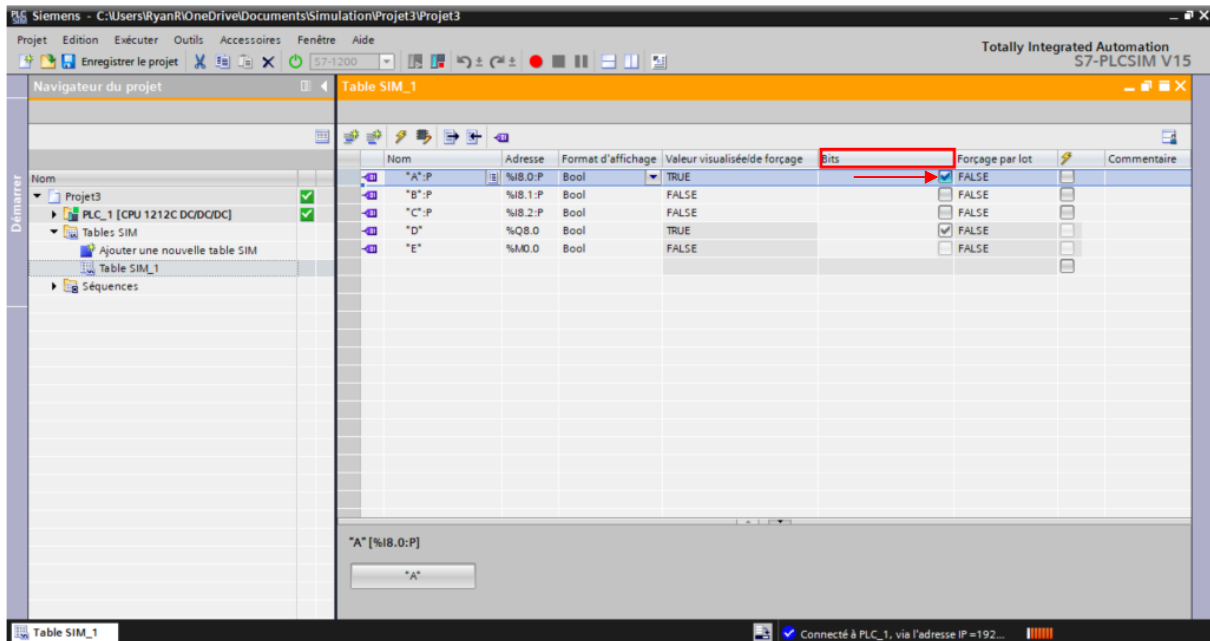 Siemens - C:\Users\RyanR\OneDrive\Documents\Simulation\Projet3\Projet3
Projet Edition Exécuter Outils Accessoires Fenêtre Aide
Totally Integrated Automation
S7-PLCSIM V15
Enregistrer le projet S7-1200
Navigateur du projet
Table SIM_1
Nom Adresse Format d'affichage Valeur visualisée/de forçage Bits Forçage par lot Commentaire
"A":P %I8.0:P Bool TRUE FALSE
"B":P %I8.1:P Bool FALSE FALSE
"C":P %I8.2:P Bool FALSE FALSE
"D" %Q8.0 Bool TRUE FALSE
"E" %M0.0 Bool FALSE FALSE
Démarrer
Nom
Projet3
PLC_1 [CPU 1212C DC/DC/DC]
Tables SIM
Ajouter une nouvelle table SIM
Table SIM_1
Séquences
"A" [%I8.0:P]
"A"
Table SIM_1
Connecté à PLC_1, via l'adresse IP =192...